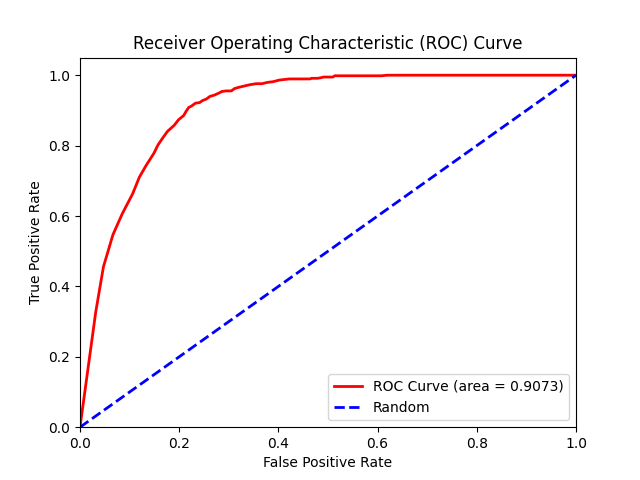 Receiver Operating Characteristic (ROC) Curve
True Positive Rate
1.0
0.8
0.6
0.4
0.2
0.0
ROC Curve (area = 0.9073)
Random
0.0 0.2 0.4 0.6 0.8 1.0
False Positive Rate